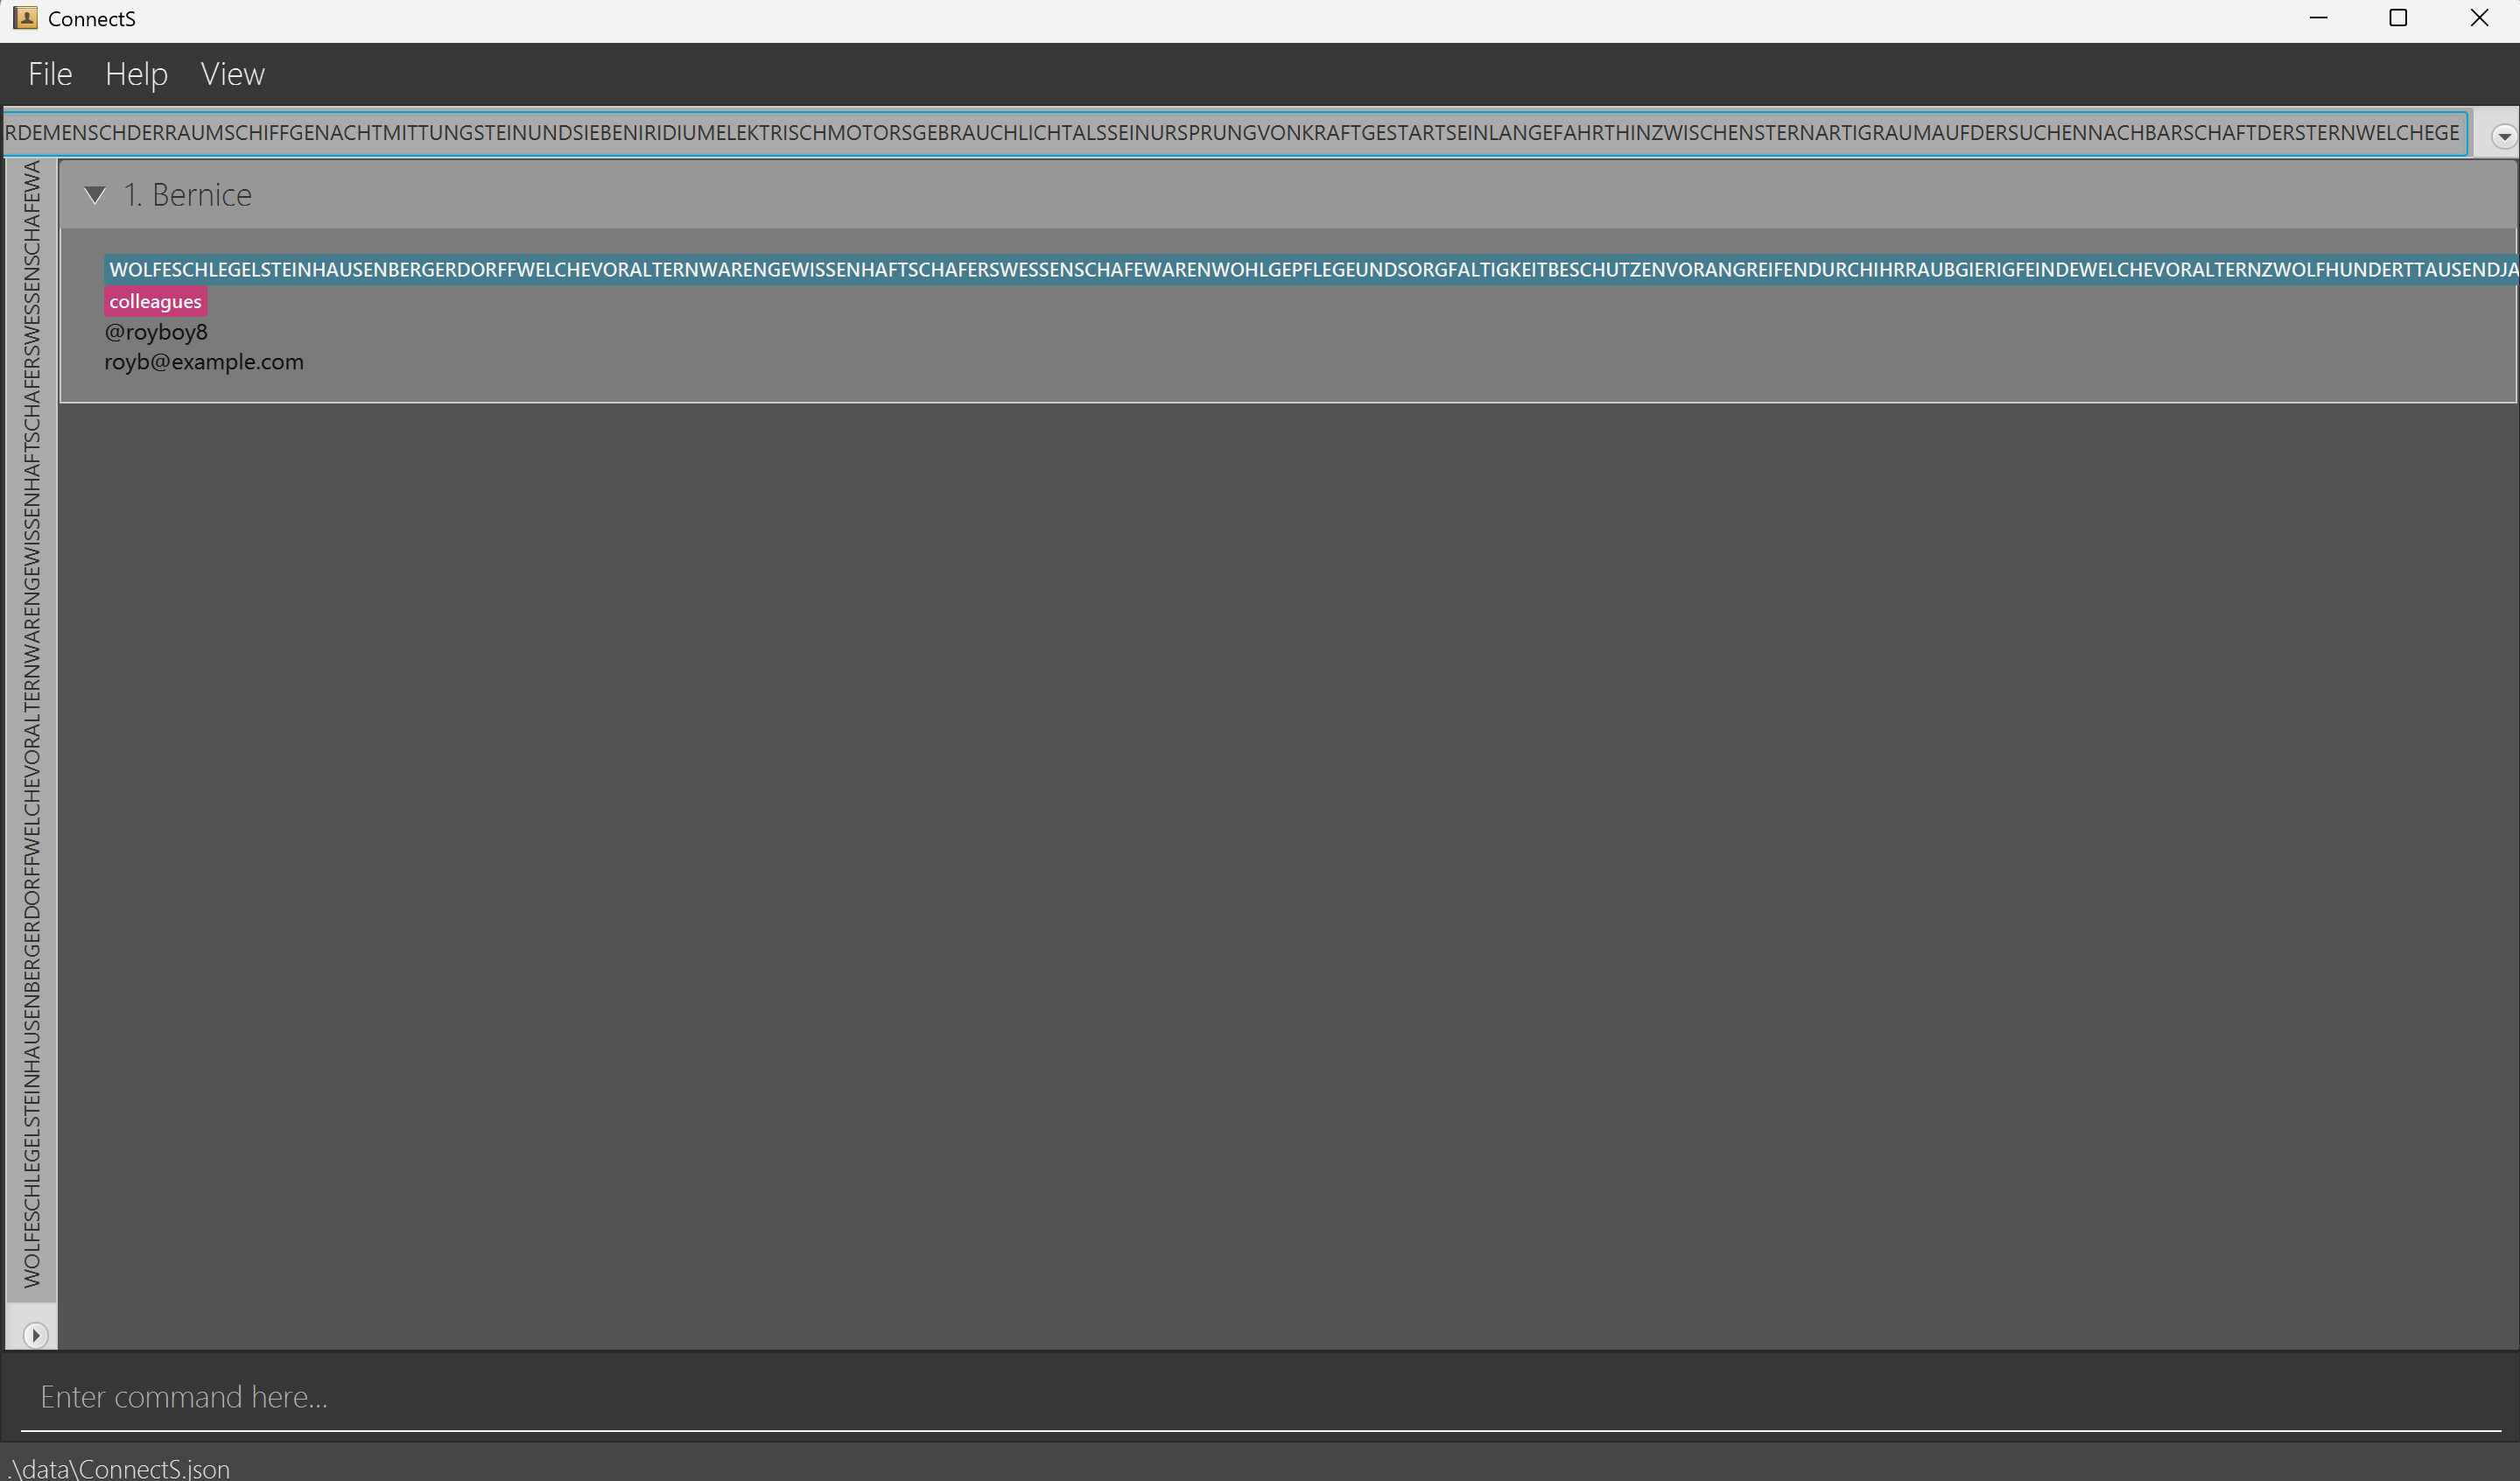 ConnectS
File Help View
RDEMENSCHDERRAUMSCHIFFGENACHTMITTUNGSTEINUNDSIEBENIRIDIUMELEKTRISCHMOTORSGEBRAUCHLICHTALSSEINURSPRUNGVONKRAFTGESTARTSEINLANGEFAHRTHINZWISCHENSTERNARTIGRAUMAUFDERSUCHENNACHBARSCHAFTDERSTERNWELCHEGE
WOLFESCHLEGELSTEINHAUSENBERGERDORFFWELCHEVORALTERNWARENGEWISSENHAFTSCHAFERSWESSENSCHAFEWA
1. Bernice
WOLFESCHLEGELSTEINHAUSENBERGERDORFFWELCHEVORALTERNWARENGEWISSENHAFTSCHAFERSWESSENSCHAFEWARENWOHLGEPFLEGEUNDSORGFALTIGKEITBESCHUTZENVORANGREIFENDURCHIHRRAUBGIERIGFEINDEWELCHEVORALTERNZWOLFHUNDERTTAUSENDJA
colleagues
@royboy8
royb@example.com
Enter command here...
.\data\ConnectS.json